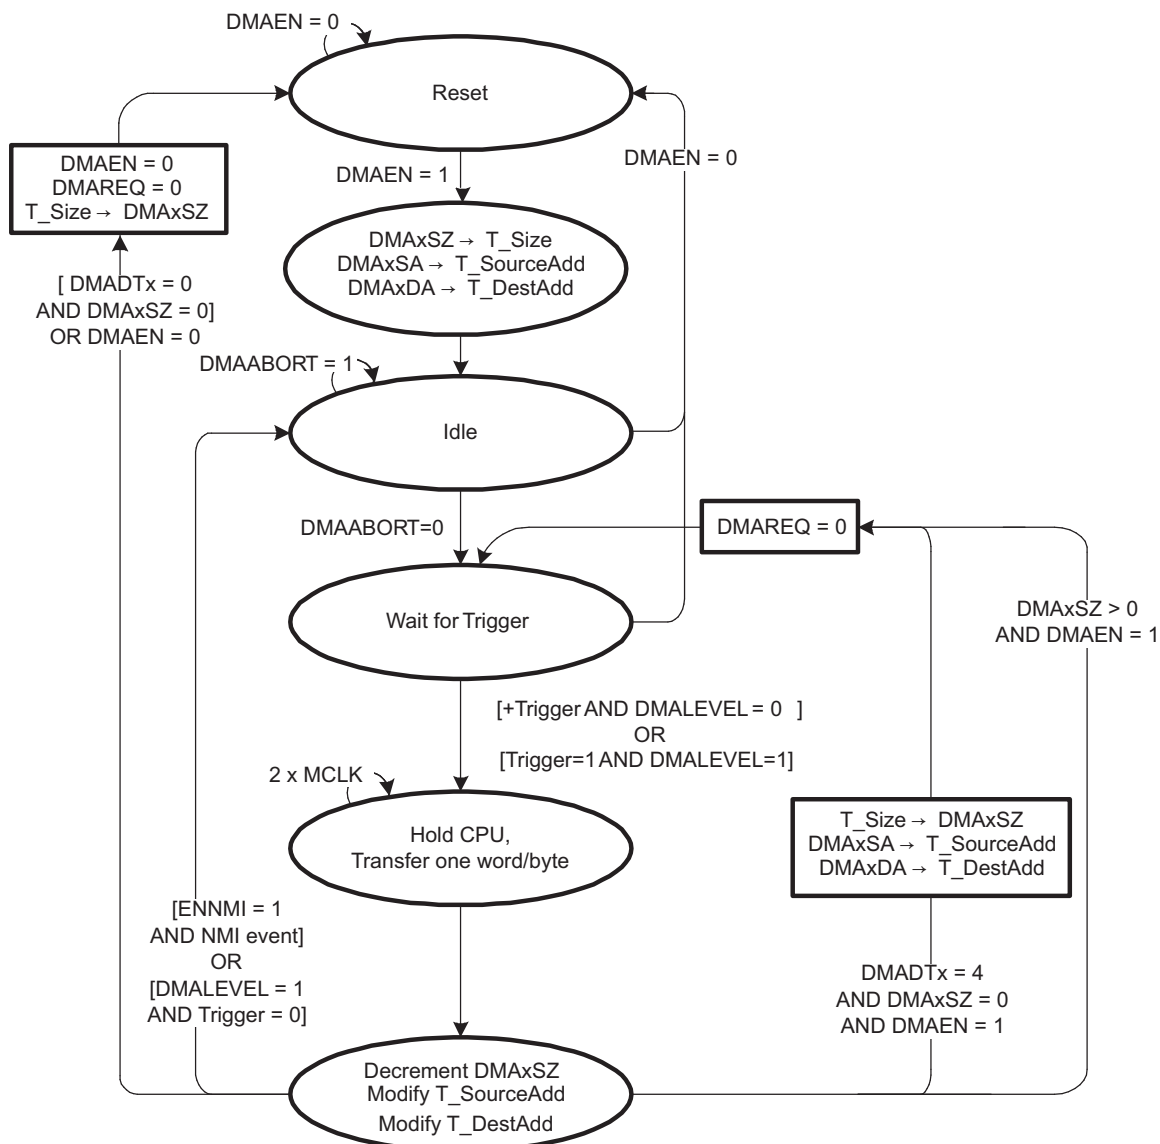 DMAEN = 0
Reset
DMAEN = 0
DMAREQ = 0
T_Size → DMAxSZ
DMAEN = 0
DMAEN = 1
DMAxSZ → T_Size
DMAxSA → T_SourceAdd
DMAxDA → T_DestAdd
[ DMADTx = 0
AND DMAxSZ = 0]
OR DMAEN = 0
DMAABORT = 1
Idle
DMAABORT=0
DMAREQ = 0
Wait for Trigger
DMAxSZ > 0
AND DMAEN = 1
[+Trigger AND DMALEVEL = 0 ]
OR
[Trigger=1 AND DMALEVEL=1]
2 x MCLK
Hold CPU,
Transfer one word/byte
T_Size → DMAxSZ
DMAxSA → T_SourceAdd
DMAxDA → T_DestAdd
[ENNMI = 1
AND NMI event]
OR
[DMALEVEL = 1
AND Trigger = 0]
DMADTx = 4
AND DMAxSZ = 0
AND DMAEN = 1
Decrement DMAxSZ
Modify T_SourceAdd
Modify T_DestAdd